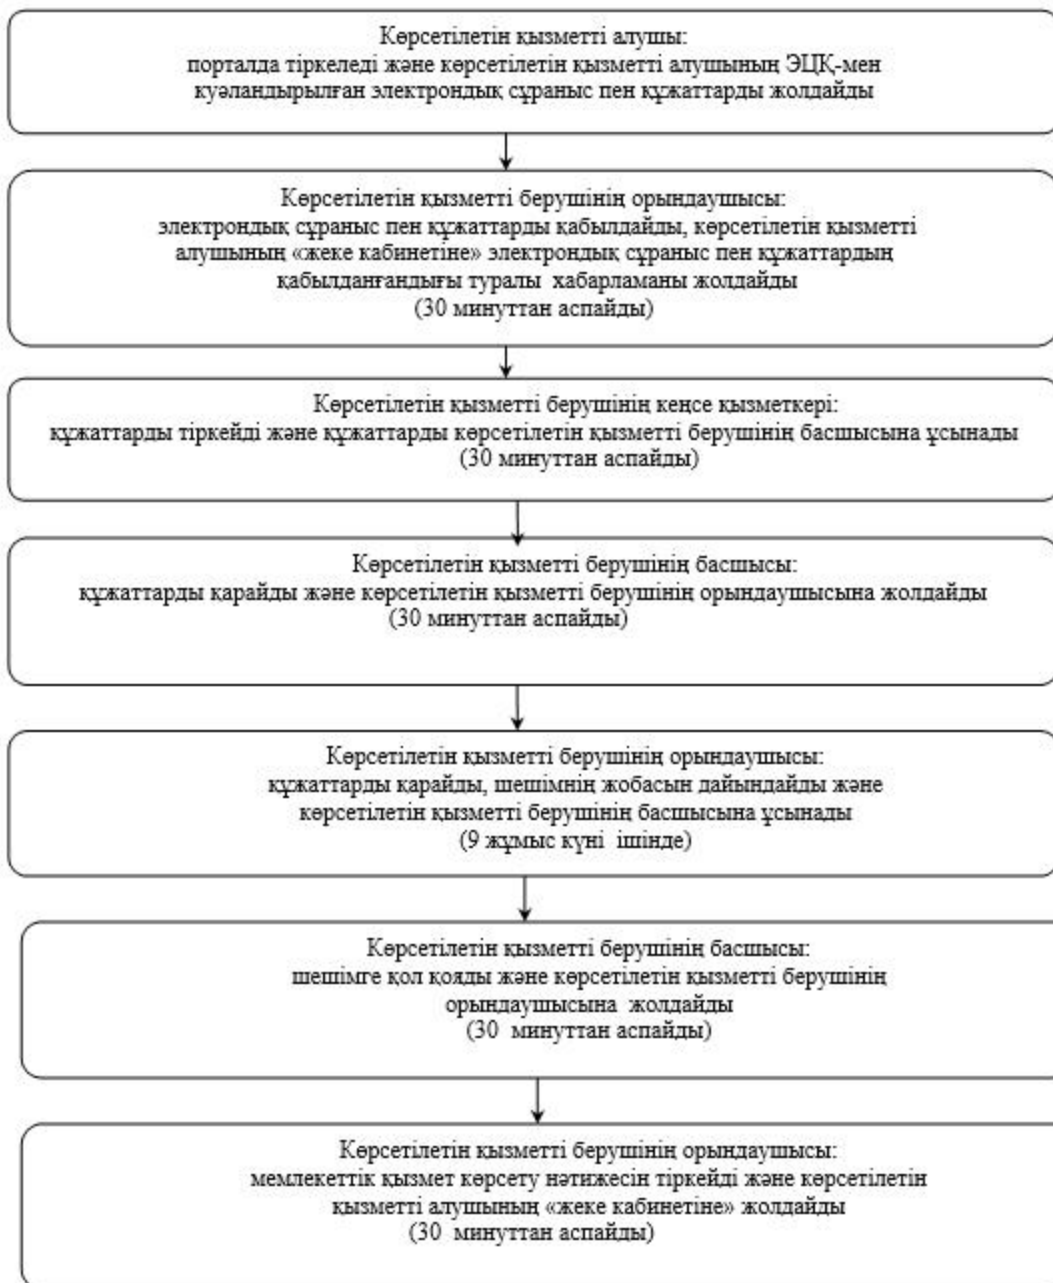 Көрсетілетін қызметті алушы:
порталда тіркеледі және көрсетілетін қызметті алушының ЭЦҚ-мен
куәландырылған электрондық сұраныс пен құжаттарды жолдайды
Көрсетілетін қызметті берушінің орындаушысы:
электрондық сұраныс пен құжаттарды қабылдайды, көрсетілетін қызметті
алушының «жеке кабинетіне» электрондық сұраныс пен құжаттардың
қабылданғандығы туралы хабарламаны жолдайды
(30 минуттан аспайды)
Көрсетілетін қызметті берушінің кеңсе қызметкері:
құжаттарды тіркейді және құжаттарды көрсетілетін қызметті берушінің басшысына ұсынады
(30 минуттан аспайды)
Көрсетілетін қызметті берушінің басшысы:
құжаттарды қарайды және көрсетілетін қызметті берушінің орындаушысына жолдайды
(30 минуттан аспайды)
Көрсетілетін қызметті берушінің орындаушысы:
құжаттарды қарайды, шешімнің жобасын дайындайды және
көрсетілетін қызметті берушінің басшысына ұсынады
(9 жұмыс күні ішінде)
Көрсетілетін қызметті берушінің басшысы:
шешімге қол қояды және көрсетілетін қызметті берушінің
орындаушысына жолдайды
(30 минуттан аспайды)
Көрсетілетін қызметті берушінің орындаушысы:
мемлекеттік қызмет көрсету нәтижесін тіркейді және көрсетілетін
қызметті алушының «жеке кабинетіне» жолдайды
(30 минуттан аспайды)